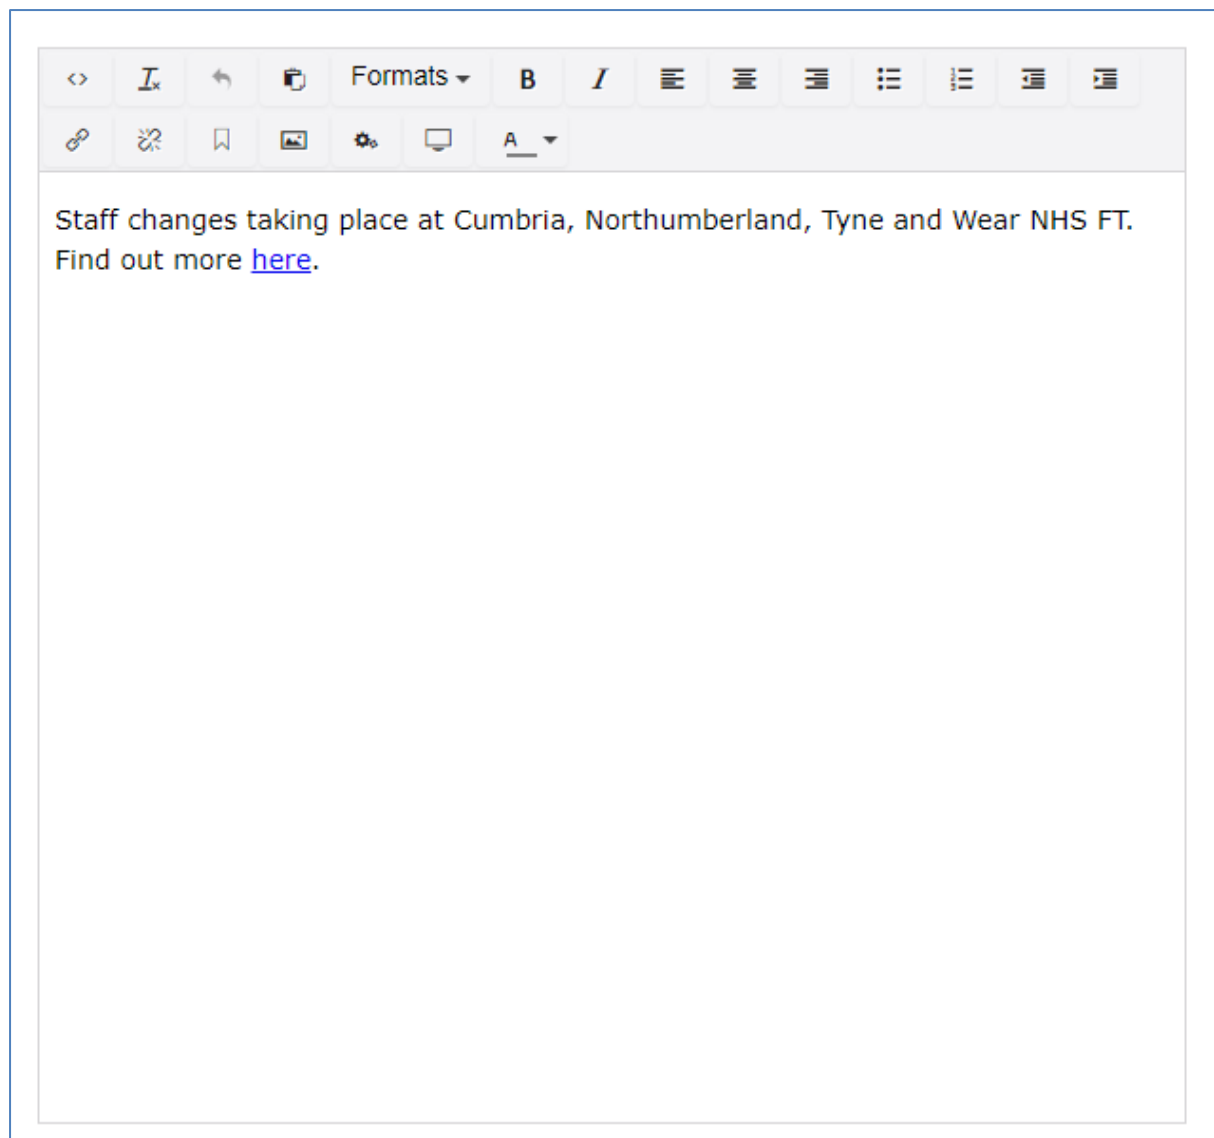 Formats
B I
A
Staff changes taking place at Cumbria, Northumberland, Tyne and Wear NHS FT.
Find out more here.